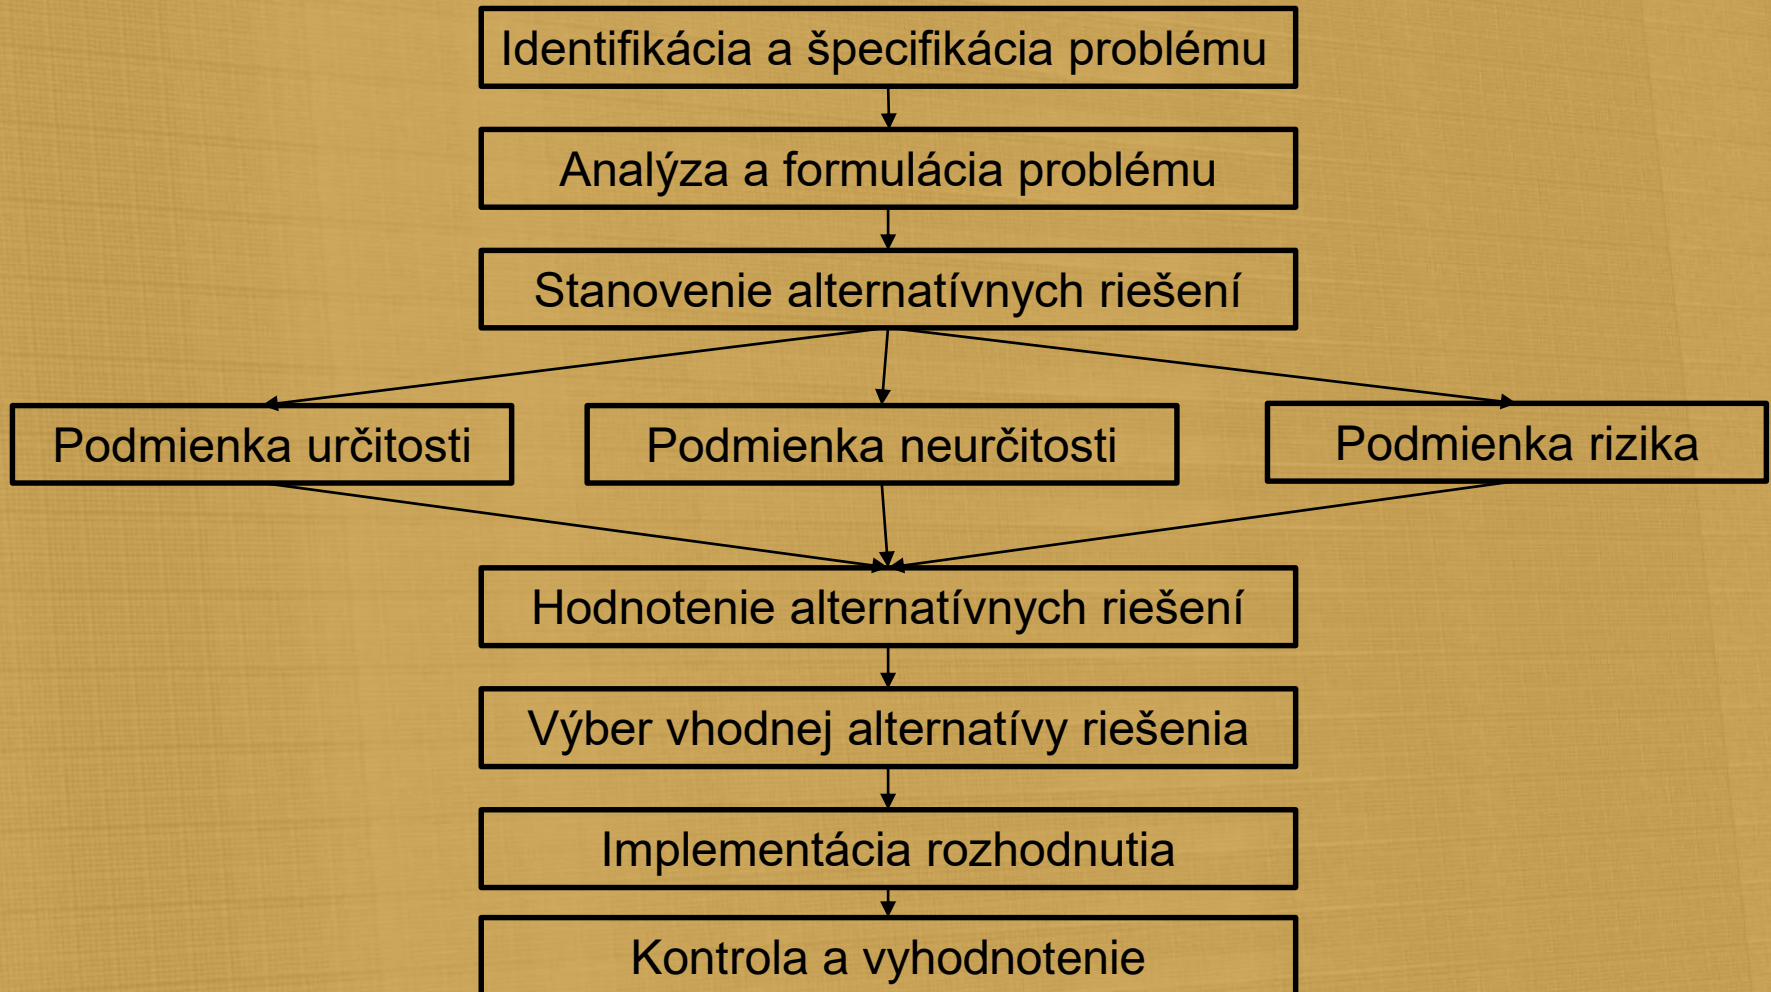 Identifikácia a špecifikácia problému
Analýza a formulácia problému
Stanovenie alternatívnych riešení
Podmienka určitosti
Podmienka neurčitosti
Podmienka rizika
Hodnotenie alternatívnych riešení
Výber vhodnej alternatívy riešenia
Implementácia rozhodnutia
Kontrola a vyhodnotenie